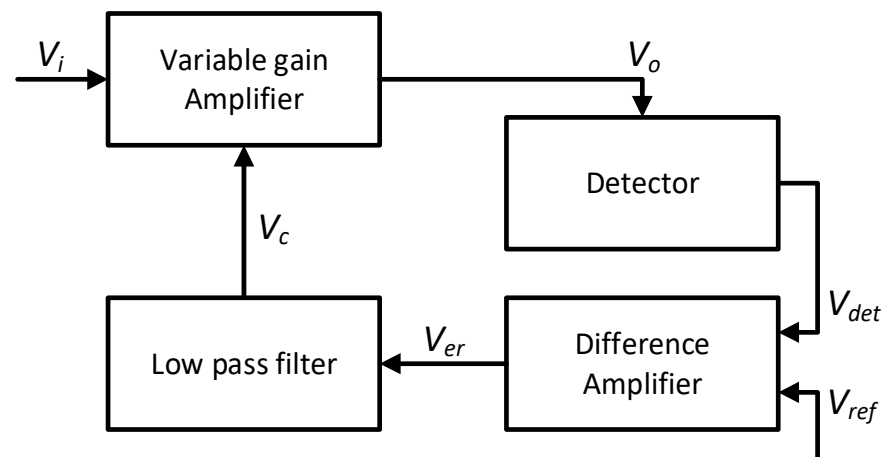 V_i
Variable gain
Amplifier
V_o
Detector
V_c
V_det
Low pass filter
V_er
Difference
Amplifier
V_ref